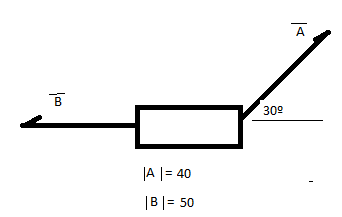 A
B
30º
|A| = 40
|B| = 50